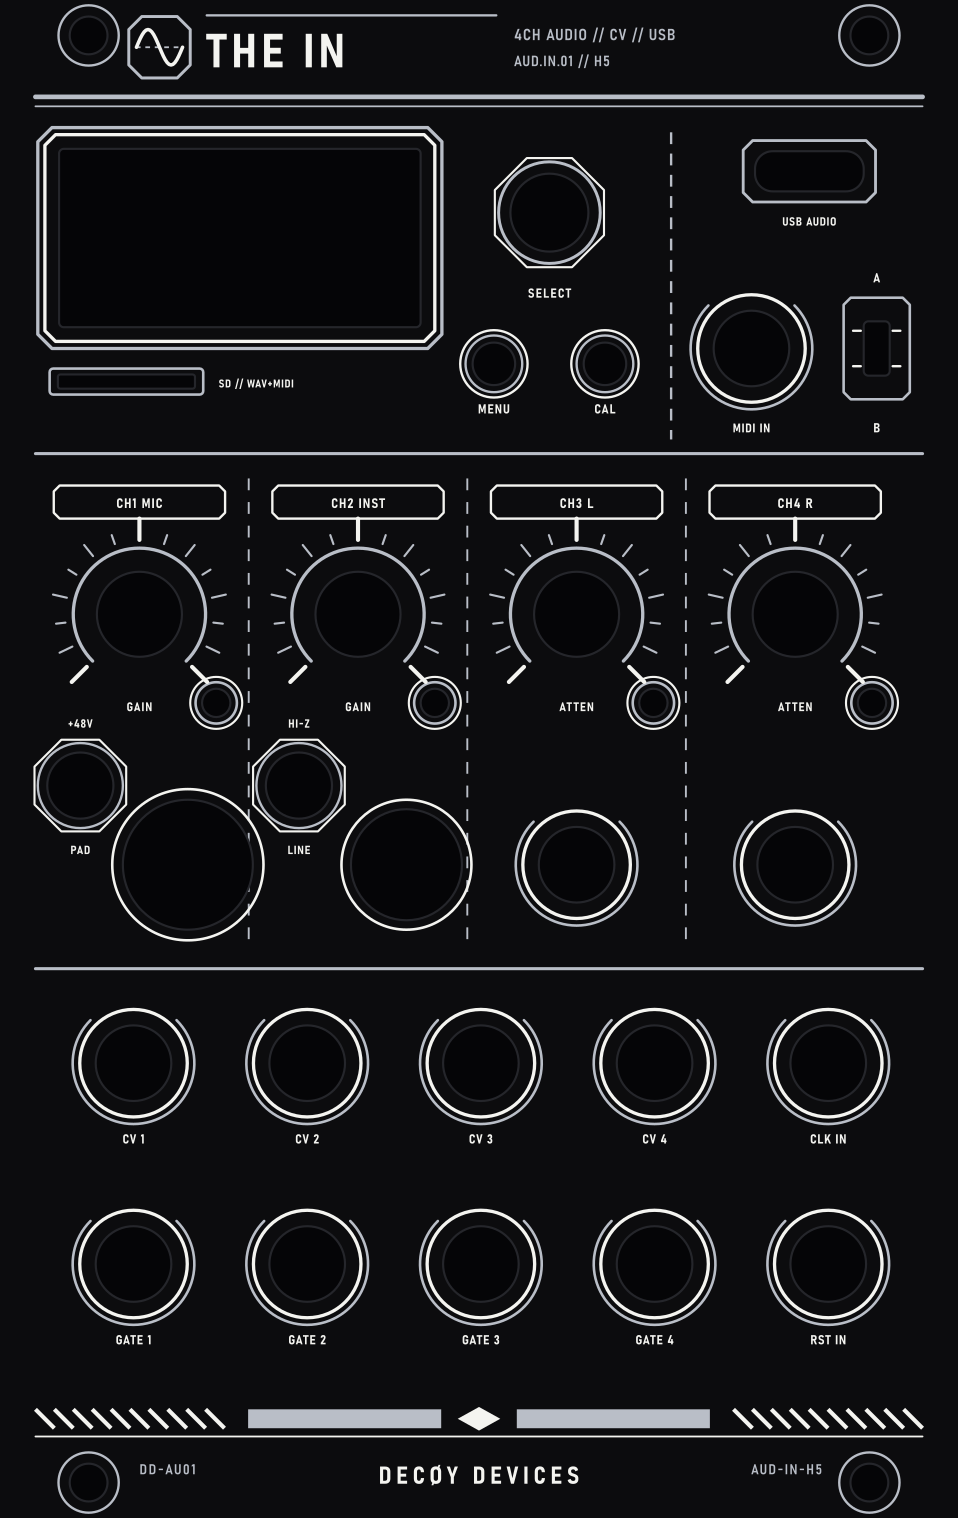 THE IN
4CH AUDIO // CV // USB
AUD.IN.01 // H5
USB AUDIO
SELECT
A
SD // WAV+MIDI
MENU
CAL
MIDI IN
B
CH1 MIC
CH2 INST
CH3 L
CH4 R
GAIN
GAIN
ATTEN
ATTEN
+48V
HI-Z
PAD
LINE
CV 1
CV 2
CV 3
CV 4
CLK IN
GATE 1
GATE 2
GATE 3
GATE 4
RST IN
DD-AU01
DECØY DEVICES
AUD-IN-H5